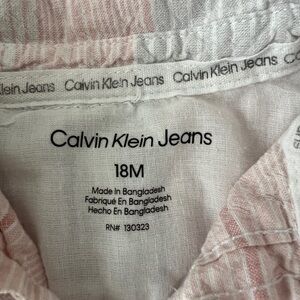 Klein Jeans Calvin Klein Jeans Calvin Klein Jeans
Calvin Klein Jeans
18M
Made In Bangladesh
Fabriqué En Bangladesh
Hecho En Bangladesh
RN# 130323